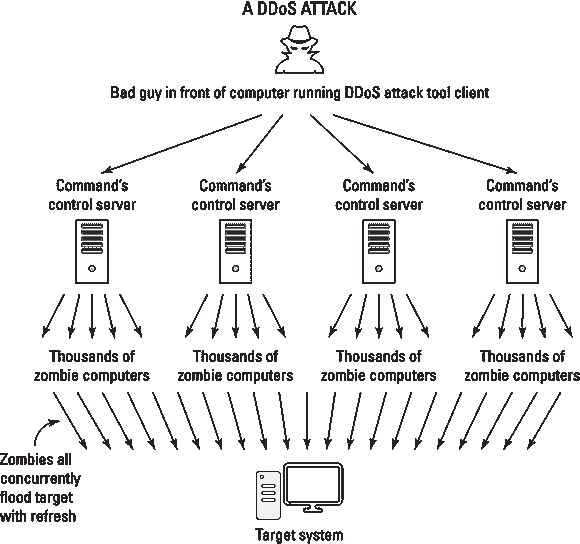 A DDoS ATTACK
Bad guy in front of computer running DDoS attack tool client
Command's
control server
Command's
control server
Command's
control server
Command's
control server
Thousands of
zombie computers
Thousands of
zombie computers
Thousands of
zombie computers
Thousands of
zombie computers
Zombies all
concurrently
flood target
with refresh
Target system